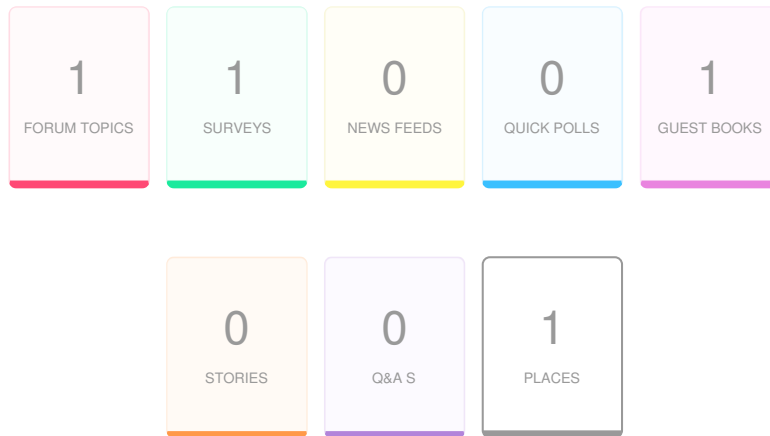 1 1 0 0 1
FORUM TOPICS SURVEYS NEWS FEEDS QUICK POLLS GUEST BOOKS
0 0 1
STORIES Q&A S PLACES